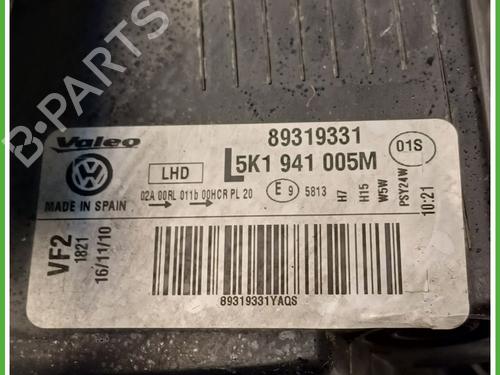 B-Parts
Valeo
89319331
01S
LHD
L5K1 941 005M
02A 00RL 011b 00HCR PL 20
E 9 5813
H7
H15
W5W
PSY24W
10:21
MADE IN SPAIN
VF2
1821
16/11/10
89319331YAQS